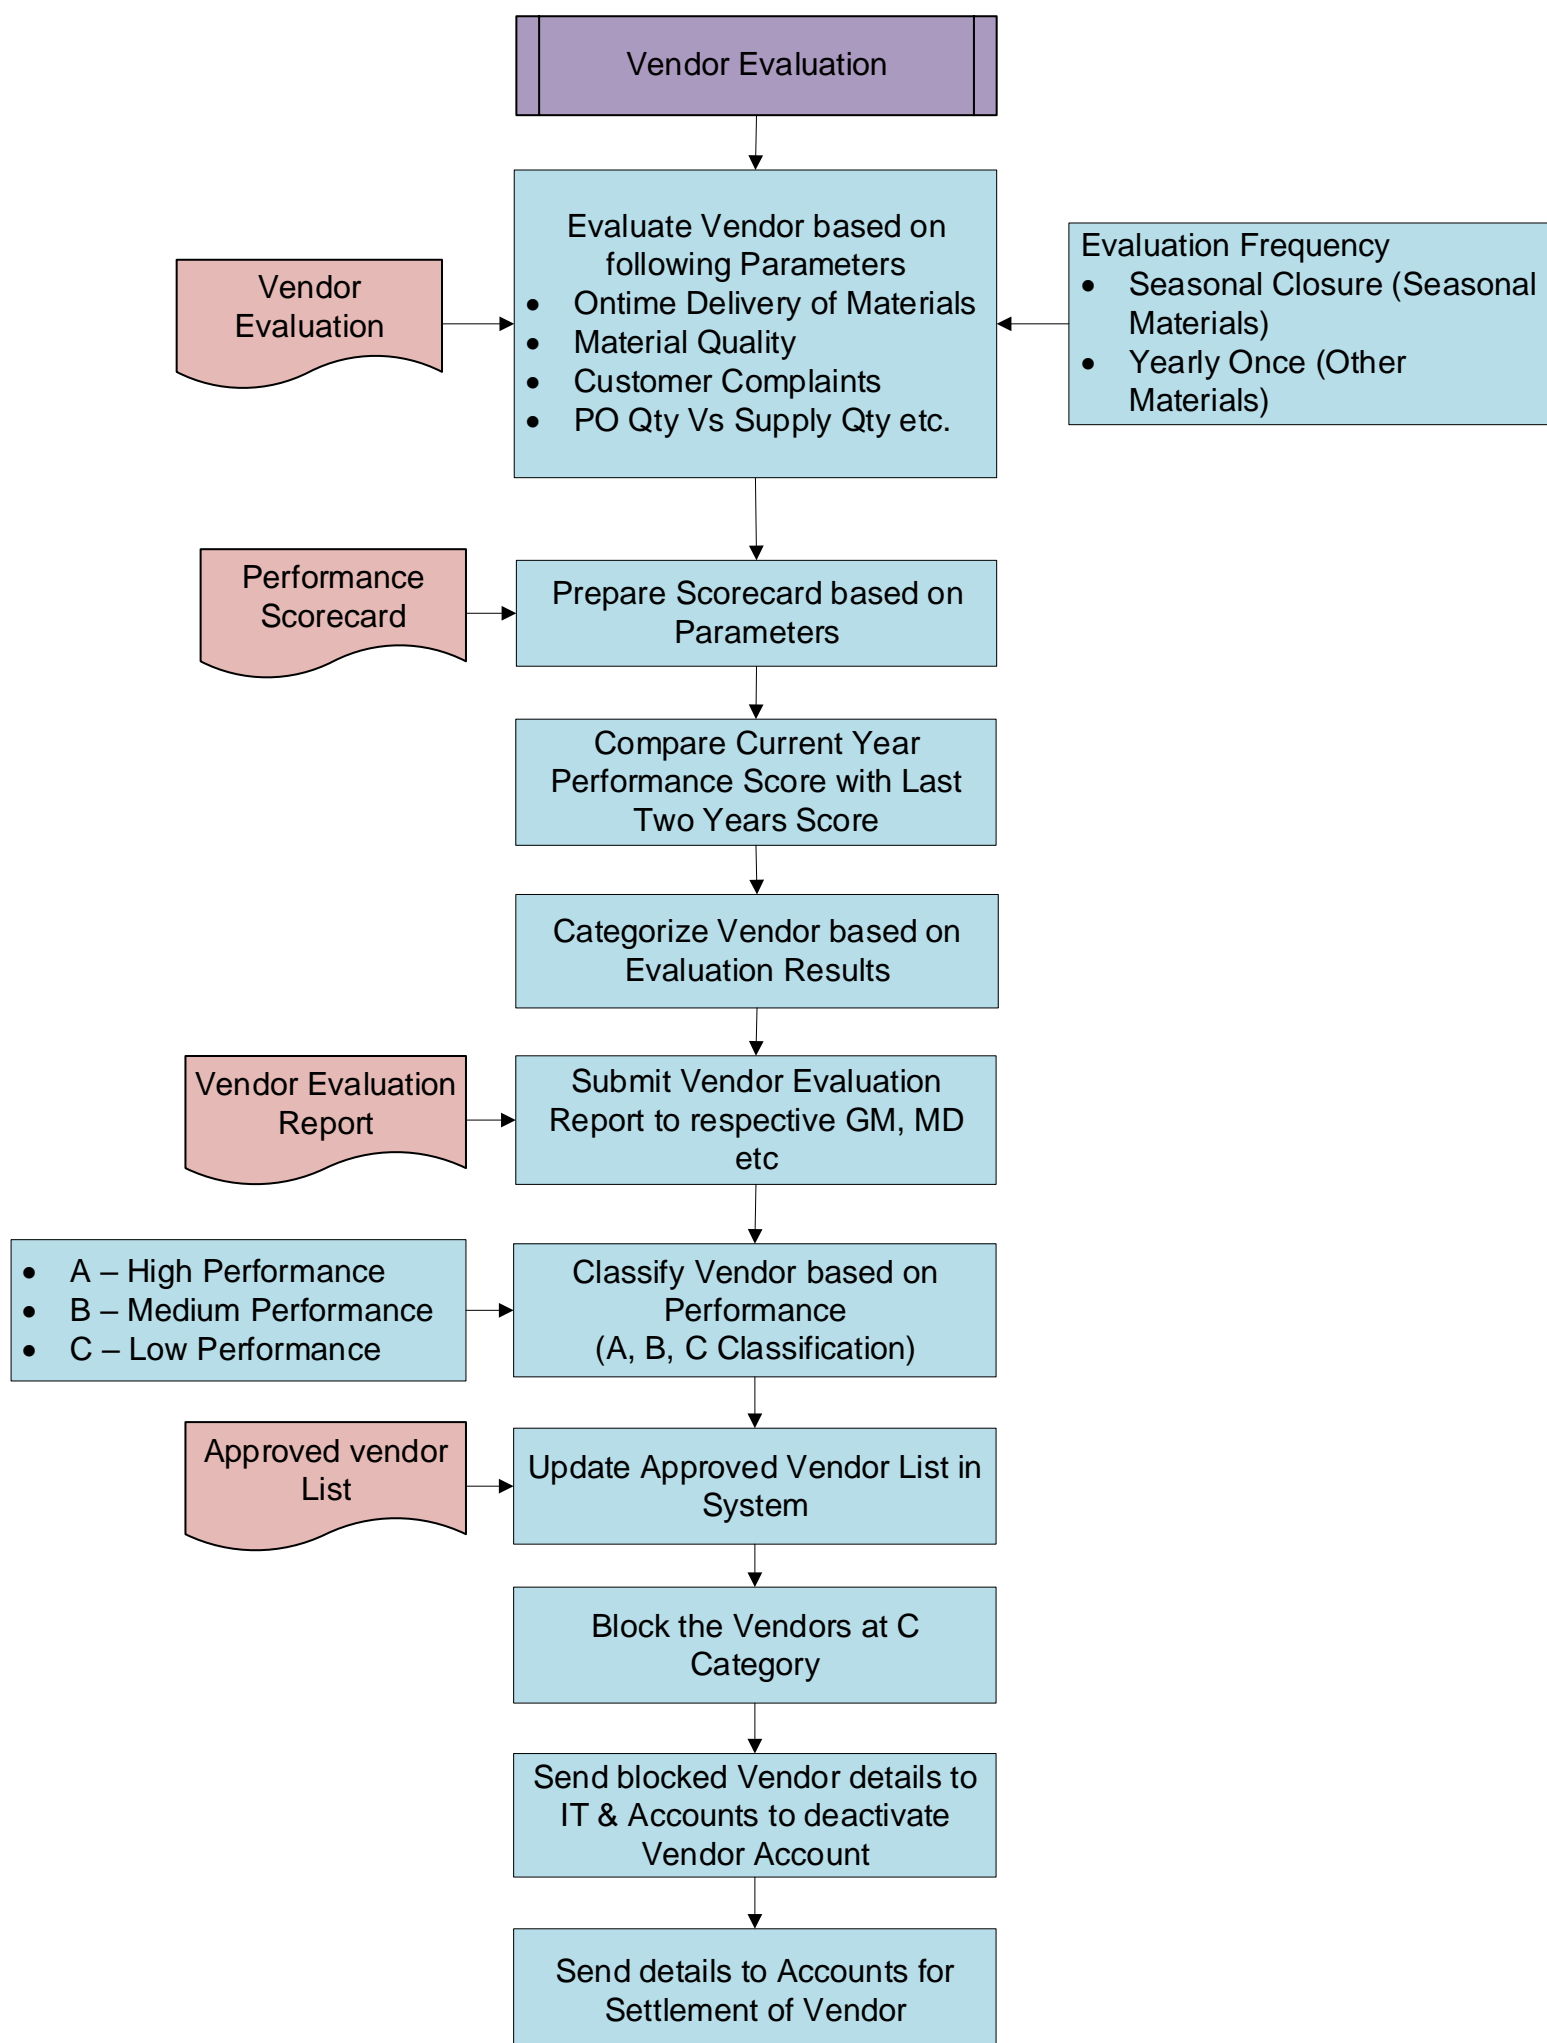 Vendor Evaluation
Evaluate Vendor based on
following Parameters
• Ontime Delivery of Materials
• Material Quality
• Customer Complaints
• PO Qty Vs Supply Qty etc.
Vendor
Evaluation
Evaluation Frequency
• Seasonal Closure (Seasonal
Materials)
• Yearly Once (Other
Materials)
Performance
Scorecard
Prepare Scorecard based on
Parameters
Compare Current Year
Performance Score with Last
Two Years Score
Categorize Vendor based on
Evaluation Results
Vendor Evaluation
Report
Submit Vendor Evaluation
Report to respective GM, MD
etc
• A – High Performance
• B – Medium Performance
• C – Low Performance
Classify Vendor based on
Performance
(A, B, C Classification)
Approved vendor
List
Update Approved Vendor List in
System
Block the Vendors at C
Category
Send blocked Vendor details to
IT & Accounts to deactivate
Vendor Account
Send details to Accounts for
Settlement of Vendor